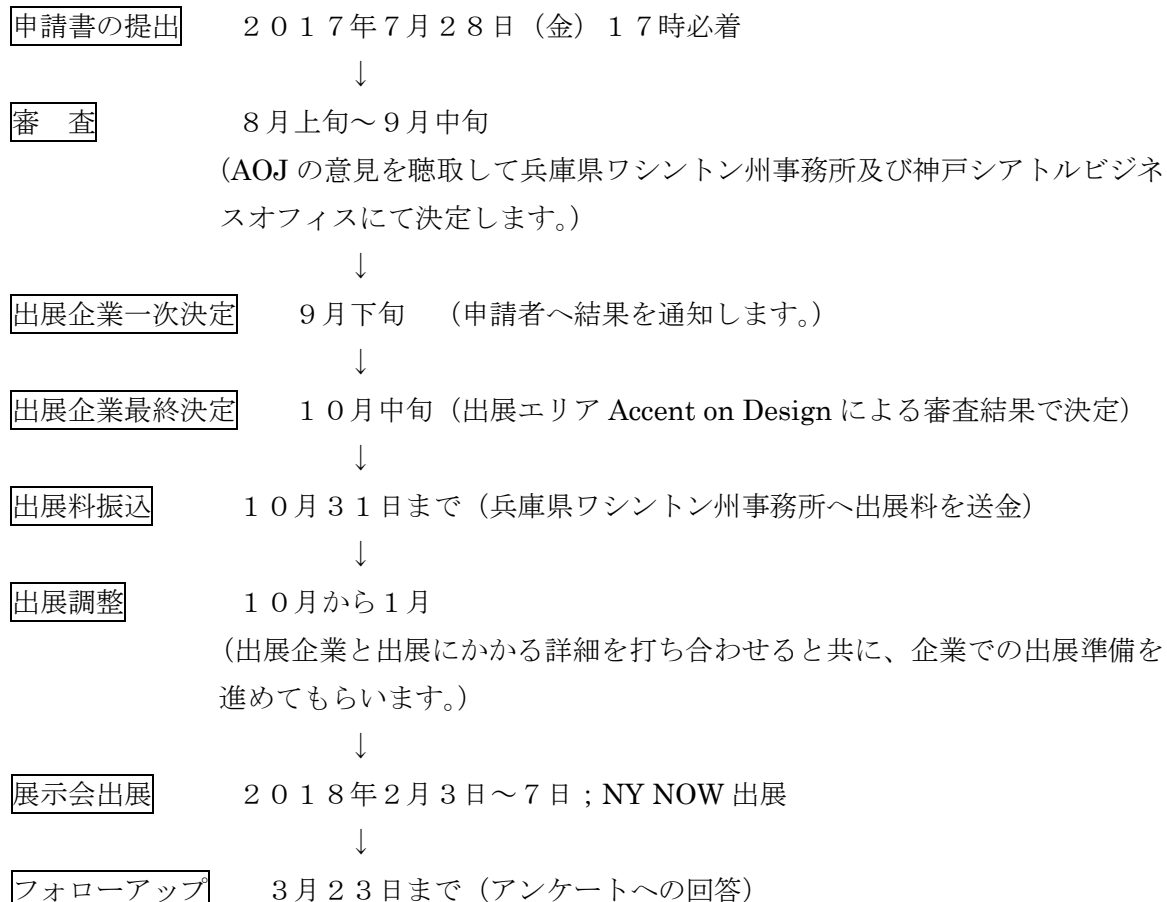 申請書の提出　　２０１７年７月２８日（金）１７時必着
↓
審　査　　８月上旬～９月中旬
（AOJ の意見を聴取して兵庫県ワシントン州事務所及び神戸シアトルビジネ
スオフィスにて決定します。）
↓
出展企業一次決定　　９月下旬　（申請者へ結果を通知します。）
↓
出展企業最終決定　　１０月中旬（出展エリア Accent on Design による審査結果で決定）
↓
出展料振込　　１０月３１日まで（兵庫県ワシントン州事務所へ出展料を送金）
↓
出展調整　　１０月から１月
（出展企業と出展にかかる詳細を打ち合わせると共に、企業での出展準備を
進めてもらいます。）
↓
展示会出展　　２０１８年２月３日～７日；NY NOW 出展
↓
フォローアップ　　３月２３日まで（アンケートへの回答）